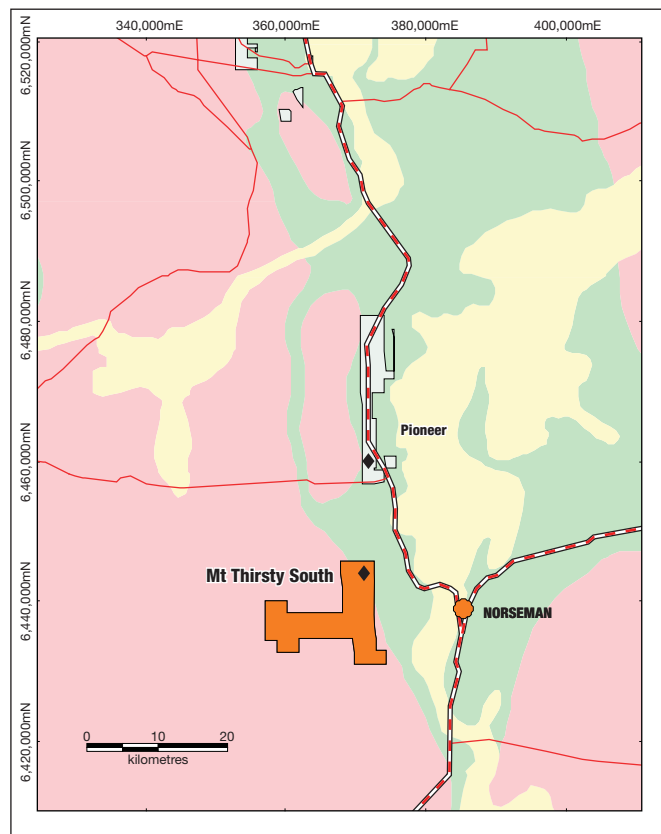 340,000mE 360,000mE 380,000mE 400,000mE
6,520,000mN
6,500,000mN
6,480,000mN
Pioneer
6,460,000mN
Mt Thirsty South
6,440,000mN
NORSEMAN
6,420,000mN
0 10 20
kilometres